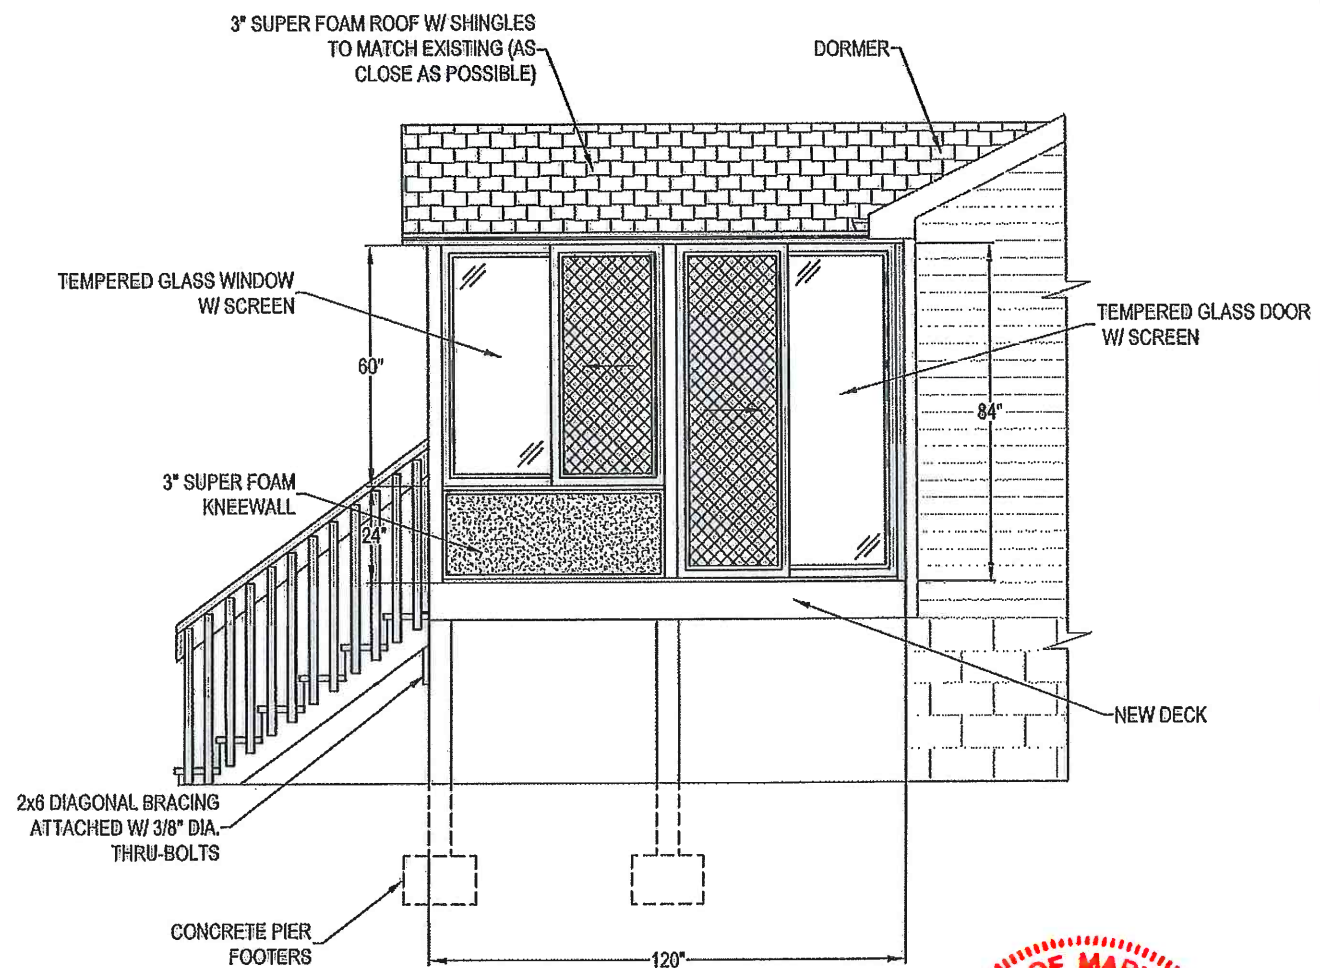 3" SUPER FOAM ROOF W/ SHINGLES
TO MATCH EXISTING (AS
CLOSE AS POSSIBLE)
DORMER
TEMPERED GLASS WINDOW
W/ SCREEN
TEMPERED GLASS DOOR
W/ SCREEN
60"
84"
3" SUPER FOAM
KNEEWALL
24"
NEW DECK
2x6 DIAGONAL BRACING
ATTACHED W/ 3/8" DIA.
THRU-BOLTS
CONCRETE PIER
FOOTERS
120"
OF